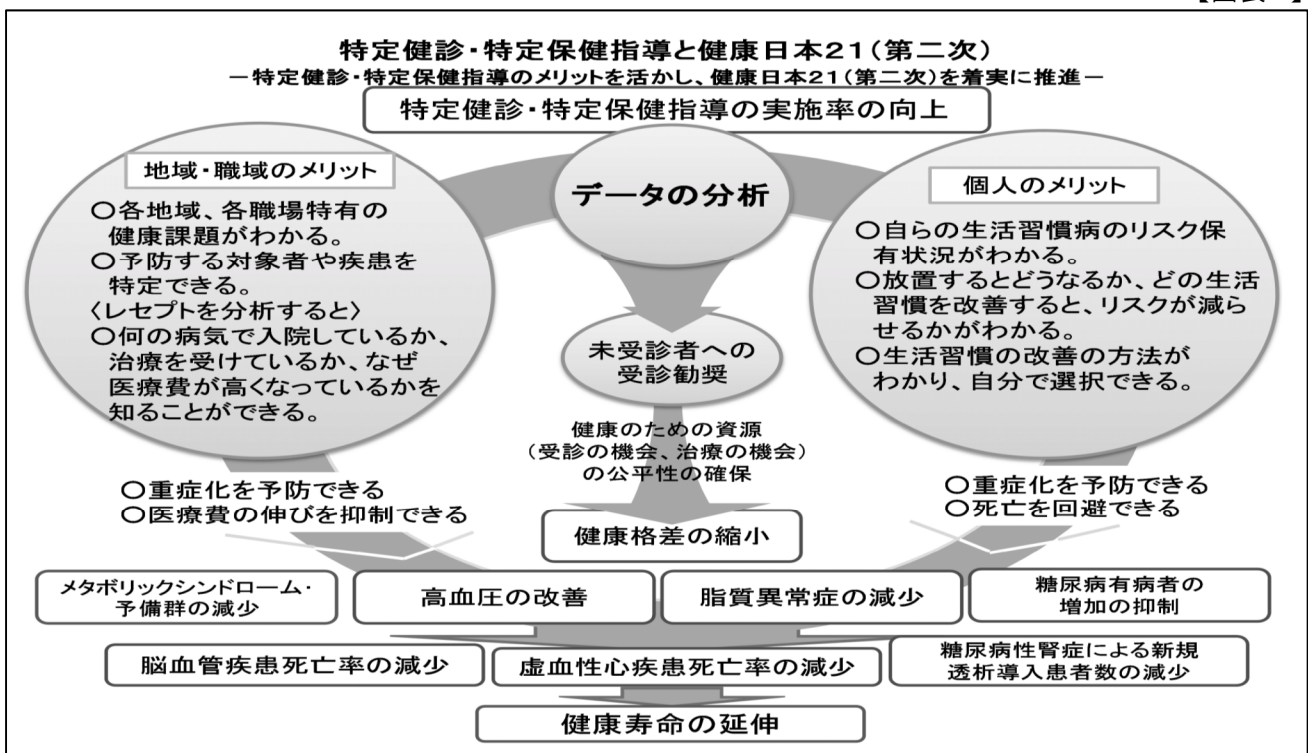 特定健診・特定保健指導と健康日本21(第二次)
－特定健診・特定保健指導のメリットを活かし、健康日本21(第二次)を着実に推進－
特定健診・特定保健指導の実施率の向上
地域・職域のメリット
○各地域、各職場特有の
健康課題がわかる。
○予防する対象者や疾患を
特定できる。
〈レセプトを分析すると〉
○何の病気で入院しているか、
治療を受けているか、なぜ
医療費が高くなっているかを
知ることができる。
データの分析
未受診者への
受診勧奨
健康のための資源
(受診の機会、治療の機会)
の公平性の確保
個人のメリット
○自らの生活習慣病のリスク保
有状況がわかる。
○放置するとどうなるか、どの生活
習慣を改善すると、リスクが減ら
せるかがわかる。
○生活習慣の改善の方法が
わかり、自分で選択できる。
○重症化を予防できる
○医療費の伸びを抑制できる
○重症化を予防できる
○死亡を回避できる
健康格差の縮小
メタボリックシンドローム・
予備群の減少
高血圧の改善
脂質異常症の減少
糖尿病有病者の
増加の抑制
脳血管疾患死亡率の減少
虚血性心疾患死亡率の減少
糖尿病性腎症による新規
透析導入患者数の減少
健康寿命の延伸